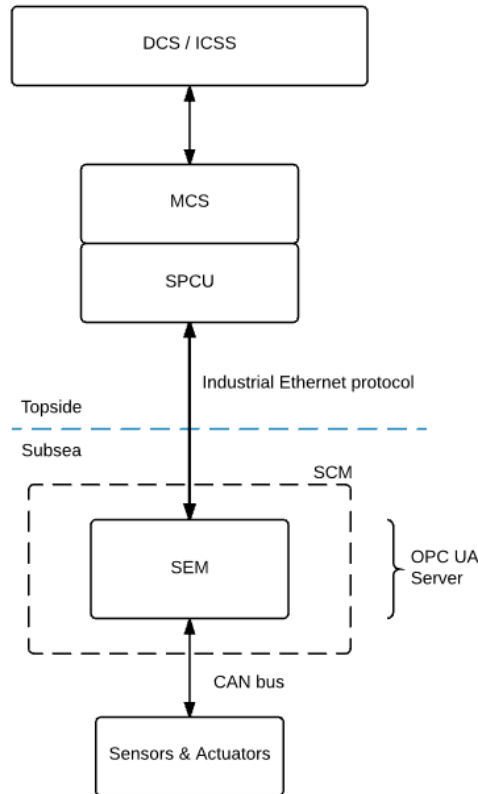 DCS / ICSS
MCS
SPCU
Industrial Ethernet protocol
Topside
Subsea
SCM
SEM
OPC UA
Server
CAN bus
Sensors & Actuators